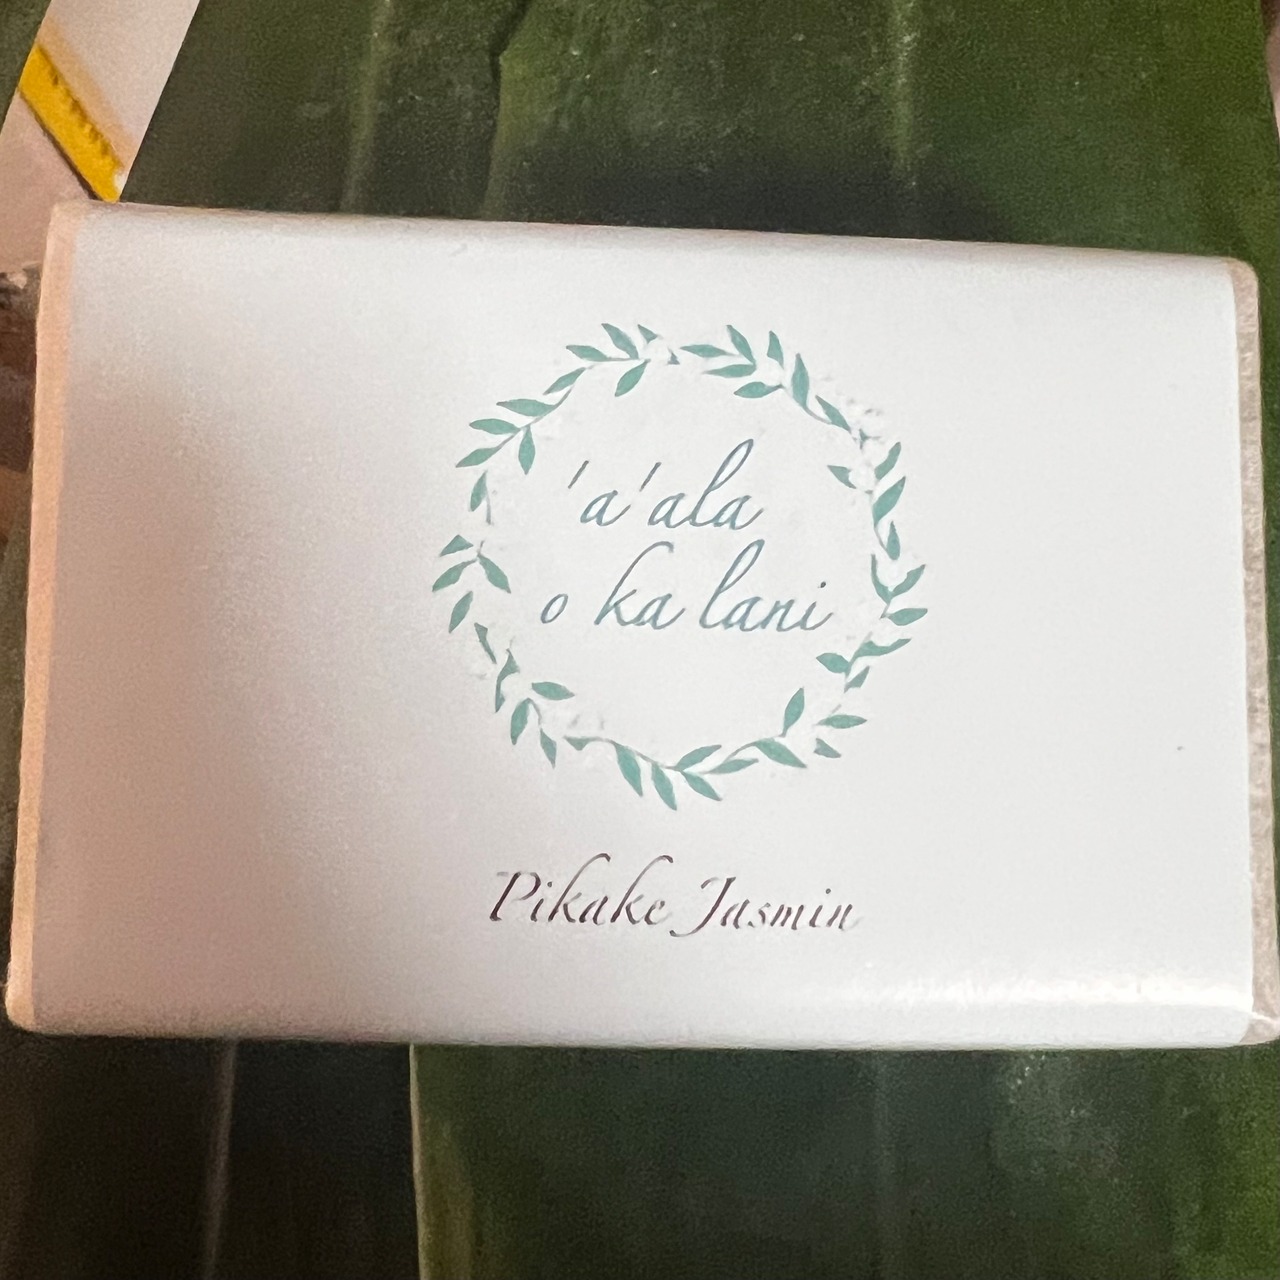 'a'ala
o ka lani
Pikake Jasmin